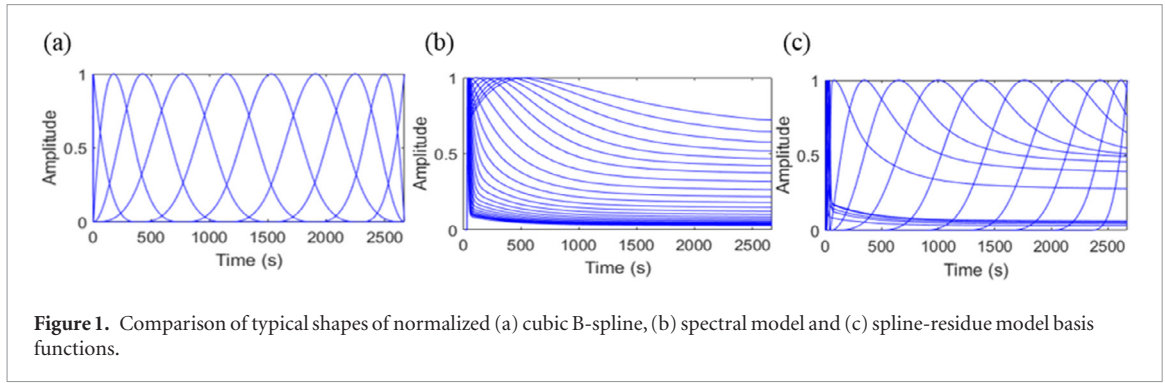 (a)
(b)
(c)
1
0.5
0
Amplitude
0 500 1000 1500 2000 2500
Time (s)
1
0.5
0
Amplitude
0 500 1000 1500 2000 2500
Time (s)
1
0.5
0
Amplitude
0 500 1000 1500 2000 2500
Time (s)
Figure 1. Comparison of typical shapes of normalized (a) cubic B-spline, (b) spectral model and (c) spline-residue model basis
functions.